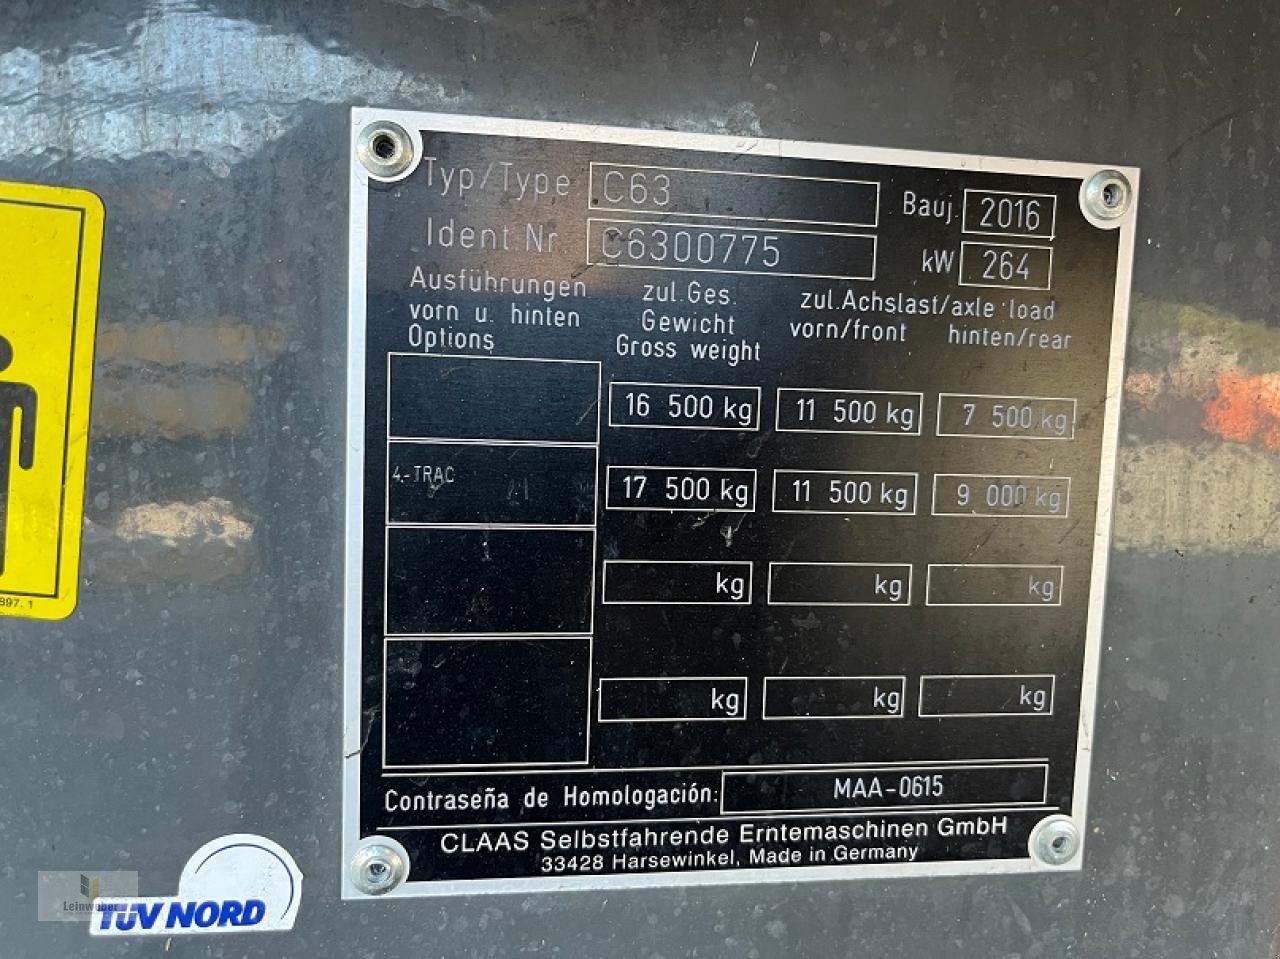 Typ/Type C63 Bauj. 2016
Ident.Nr C6300775 kW 264
Ausführungen
vorn u. hinten
Options
zul.Ges.
Gewicht
Gross weight
zul.Achslast/axle load
vorn/front hinten/rear
16 500 kg 11 500 kg 7 500 kg
4.-TRAC 17 500 kg 11 500 kg 9 000 kg
kg kg kg
kg kg kg
Contraseña de Homologación: MAA-0615
CLAAS Selbstfahrende Erntemaschinen GmbH
33428 Harsewinkel, Made in Germany
897.1
TÜV NORD
Leinweber